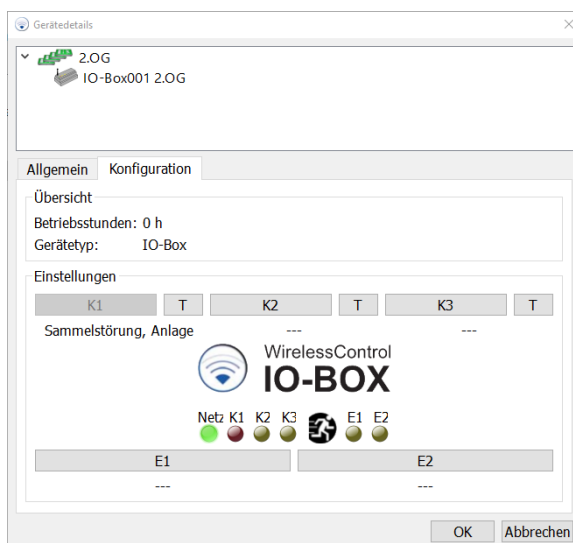 Gerätedetails
2.OG
IO-Box001 2.OG
Allgemein Konfiguration
Übersicht
Betriebsstunden: 0 h
Gerätetyp: IO-Box
Einstellungen
K1 T K2 T K3 T
Sammelstörung, Anlage --- ---
WirelessControl
IO-BOX
Netz K1 K2 K3 E1 E2
E1 E2
--- ---
OK Abbrechen